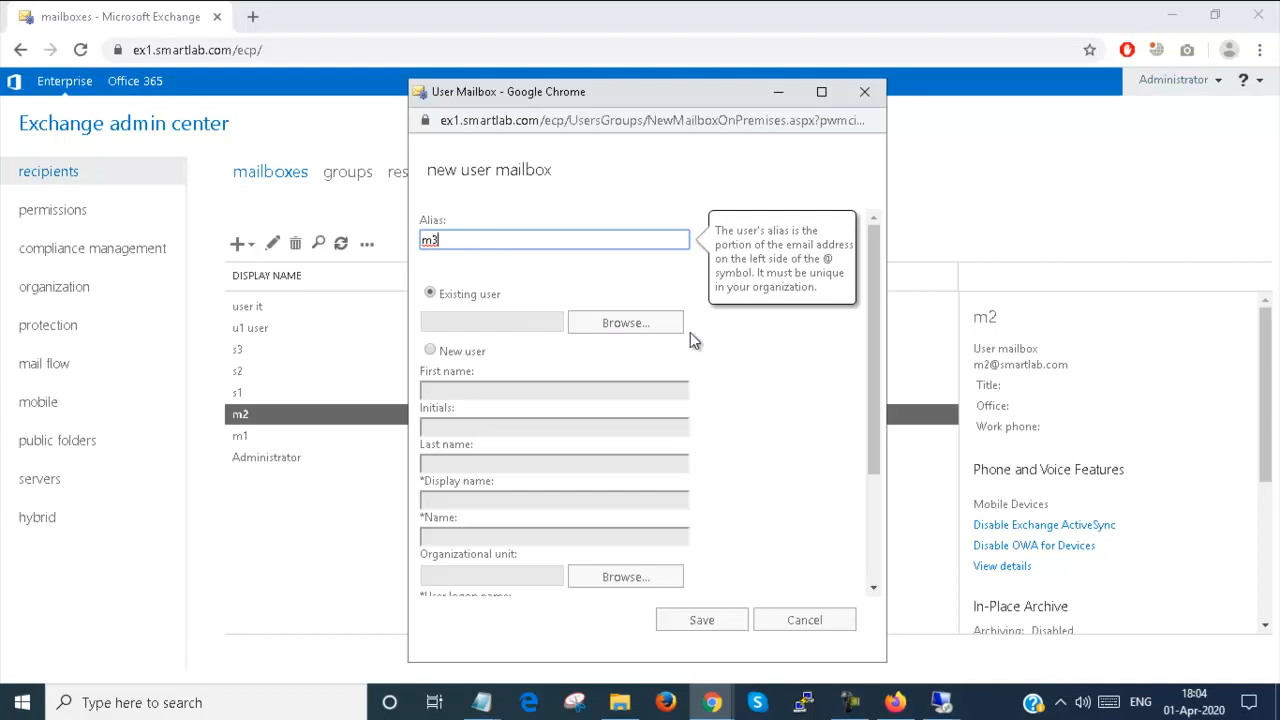 mailboxes - Microsoft Exchange
ex1.smartlab.com/ecp/
Enterprise Office 365
Administrator ?
Exchange admin center
recipients
permissions
compliance management
organization
protection
mail flow
mobile
public folders
servers
hybrid
mailboxes groups res
DISPLAY NAME
user it
u1 user
s3
s2
s1
m2
m1
Administrator
User Mailbox - Google Chrome
ex1.smartlab.com/ecp/UsersGroups/NewMailboxOnPremises.aspx?pwmci...
new user mailbox
Alias:
m3
The user's alias is the
portion of the email address
on the left side of the @
symbol. It must be unique
in your organization.
Existing user
Browse...
New user
First name:
Initials:
Last name:
*Display name:
*Name:
Organizational unit:
Browse...
*User logon name:
Save Cancel
m2
User mailbox
m2@smartlab.com
Title:
Office:
Work phone:
Phone and Voice Features
Mobile Devices
Disable Exchange ActiveSync
Disable OWA for Devices
View details
In-Place Archive
Archiving: Disabled
Type here to search
ENG
18:04
01-Apr-2020